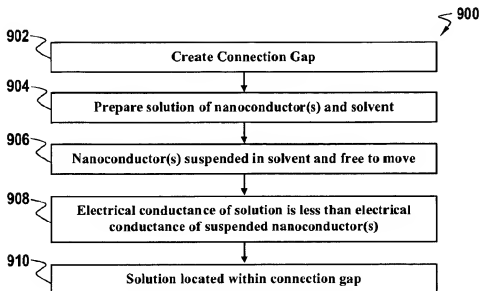 900
902
Create Connection Gap
904
Prepare solution of nanoconductor(s) and solvent
906
Nanoconductor(s) suspended in solvent and free to move
908
Electrical conductance of solution is less than electrical
conductance of suspended nanoconductor(s)
910
Solution located within connection gap